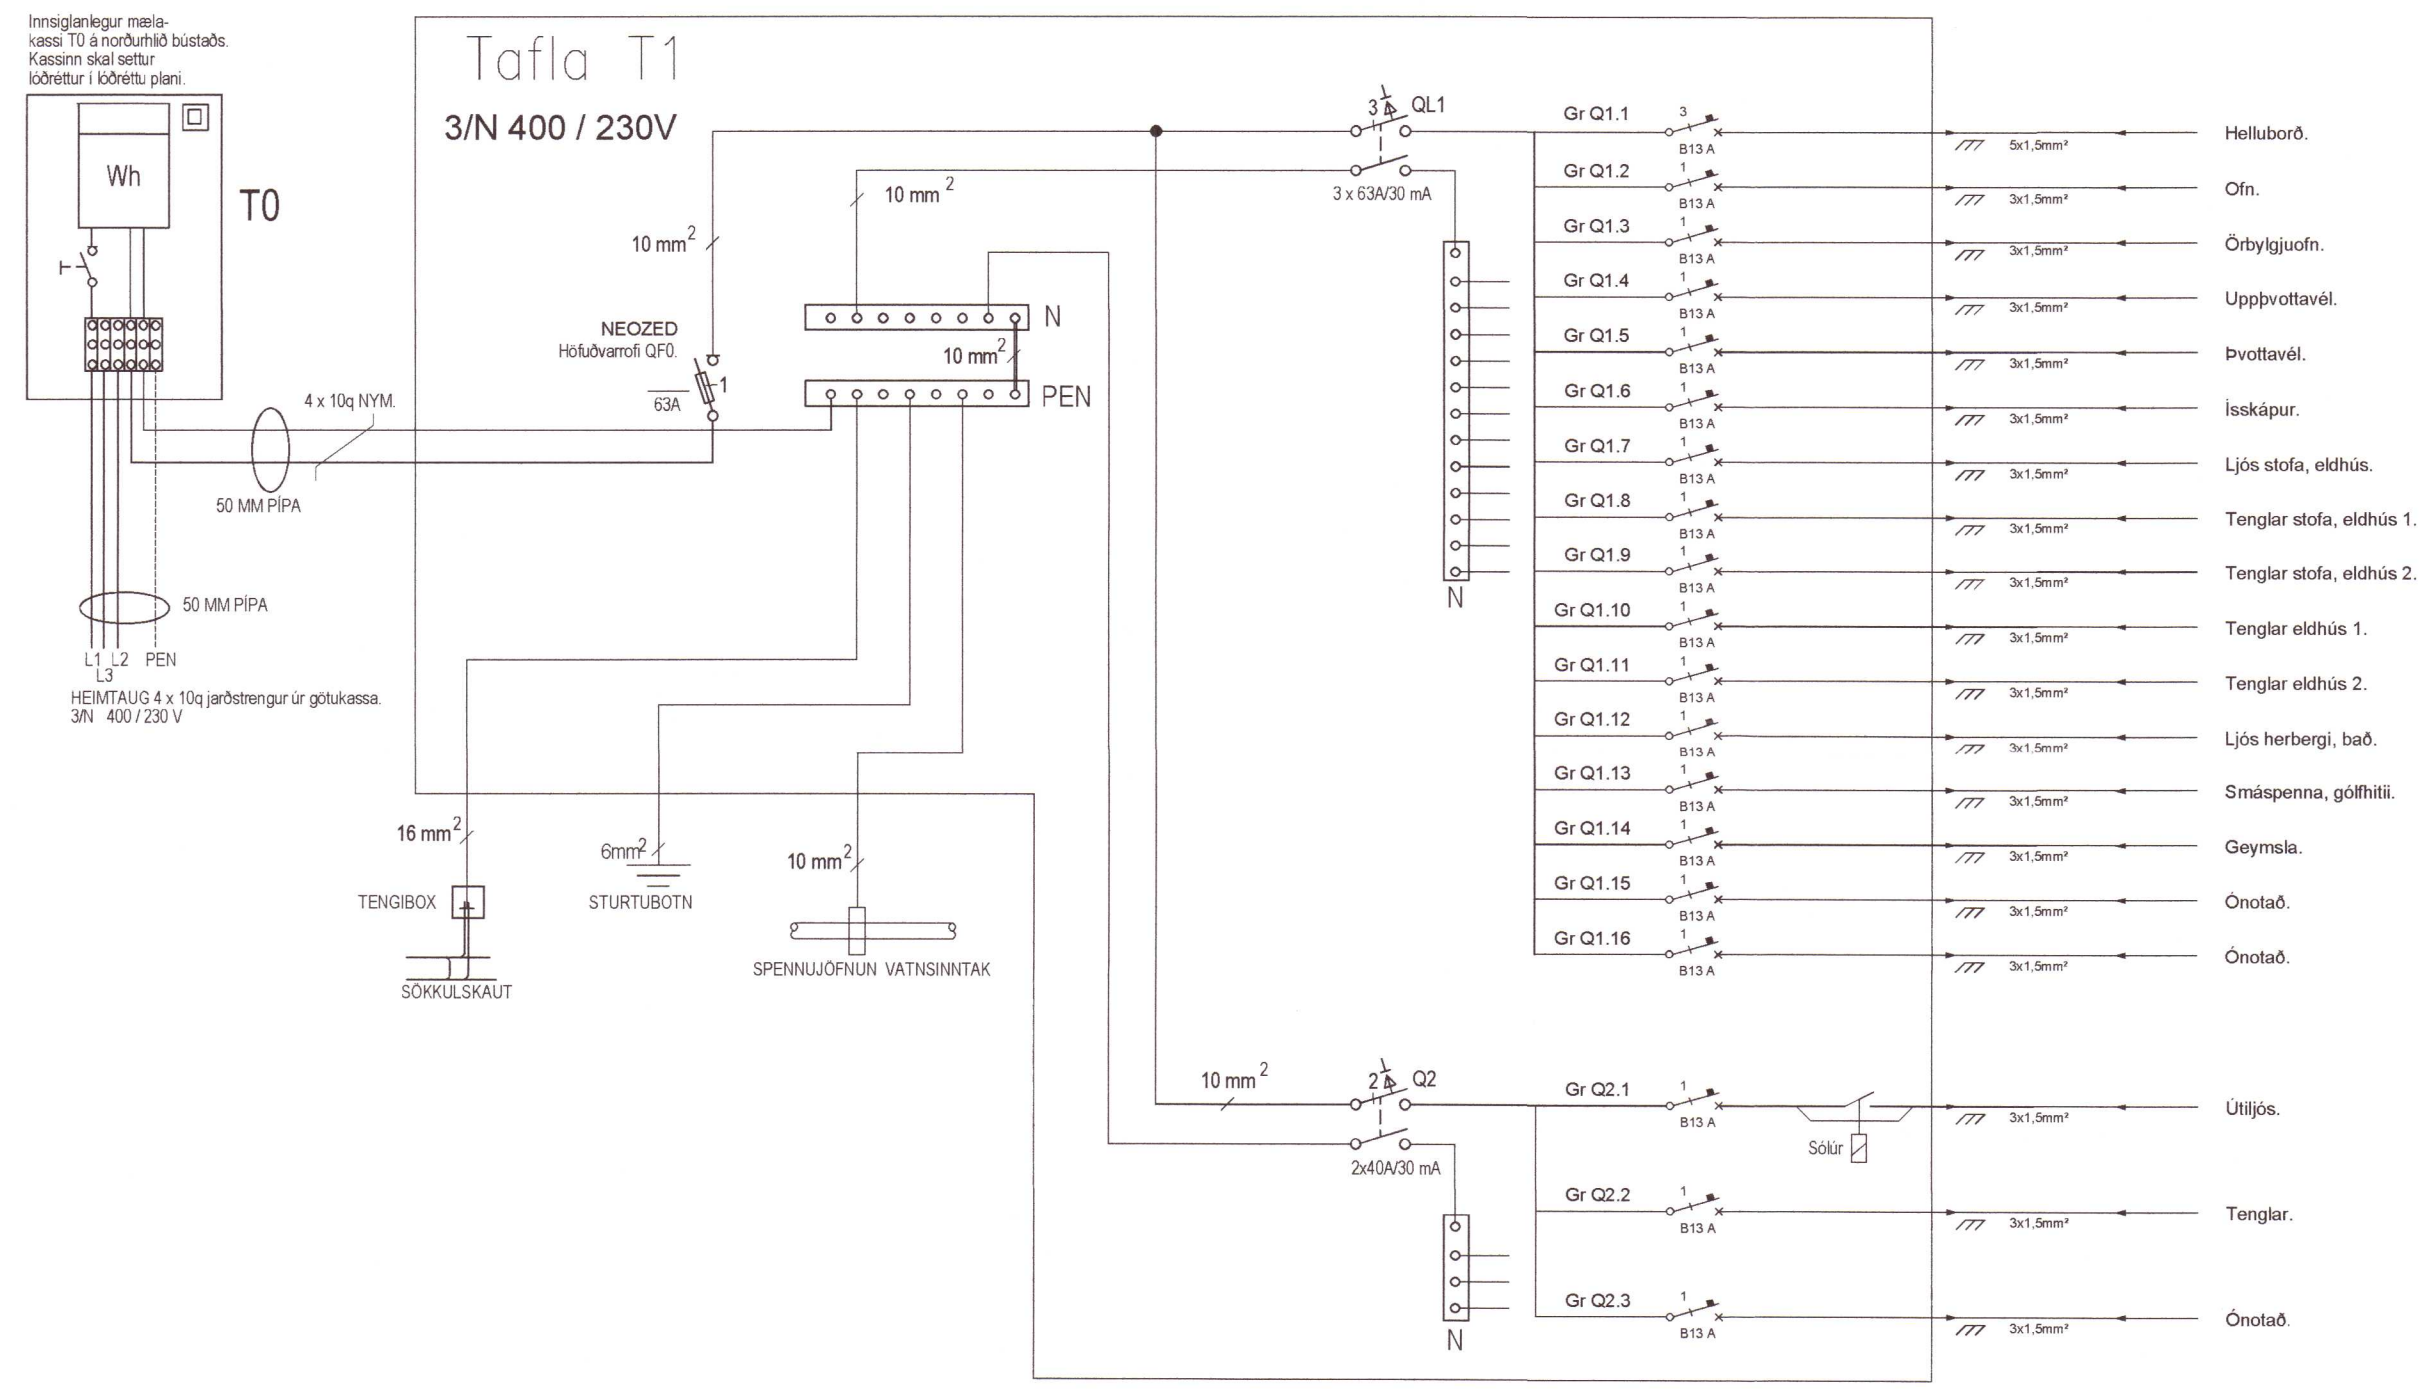 Innsiglanlegur mæla-
kassi T0 á norðurhlið bústaðs.
Kassinn skal settur
lóðréttur í lóðréttu plani.
Wh
T0
4 x 10q NYM.
50 MM PÍPA
50 MM PÍPA
L1 L2 PEN
L3
HEIMTAUG 4 x 10q jarðstrengur úr götukassa.
3/N 400 / 230 V
Tafla T1
3/N 400 / 230V
10 mm²
10 mm²
NEOZED
Höfuðvarrofi QF0.
63A
1
N
10 mm²
PEN
16 mm²
TENGIBOX
SÖKKULSKAUT
6mm²
STURTUBOTN
10 mm²
SPENNUJÖFNUN VATNSINNTAK
3 QL1
3 x 63A/30 mA
N
Gr Q1.1 3 B13 A 5x1,5mm² Helluborð.
Gr Q1.2 1 B13 A 3x1,5mm² Ofn.
Gr Q1.3 1 B13 A 3x1,5mm² Örbylgjuofn.
Gr Q1.4 1 B13 A 3x1,5mm² Uppþvottavél.
Gr Q1.5 1 B13 A 3x1,5mm² Þvottavél.
Gr Q1.6 1 B13 A 3x1,5mm² Ísskápur.
Gr Q1.7 1 B13 A 3x1,5mm² Ljós stofa, eldhús.
Gr Q1.8 1 B13 A 3x1,5mm² Tenglar stofa, eldhús 1.
Gr Q1.9 1 B13 A 3x1,5mm² Tenglar stofa, eldhús 2.
Gr Q1.10 1 B13 A 3x1,5mm² Tenglar eldhús 1.
Gr Q1.11 1 B13 A 3x1,5mm² Tenglar eldhús 2.
Gr Q1.12 1 B13 A 3x1,5mm² Ljós herbergi, bað.
Gr Q1.13 1 B13 A 3x1,5mm² Smáspenna, gólfhitii.
Gr Q1.14 1 B13 A 3x1,5mm² Geymsla.
Gr Q1.15 1 B13 A 3x1,5mm² Ónotað.
Gr Q1.16 1 B13 A 3x1,5mm² Ónotað.
10 mm²
2 Q2
2x40A/30 mA
N
Gr Q2.1 1 B13 A Sólúr 3x1,5mm² Útiljós.
Gr Q2.2 1 B13 A 3x1,5mm² Tenglar.
Gr Q2.3 1 B13 A 3x1,5mm² Ónotað.